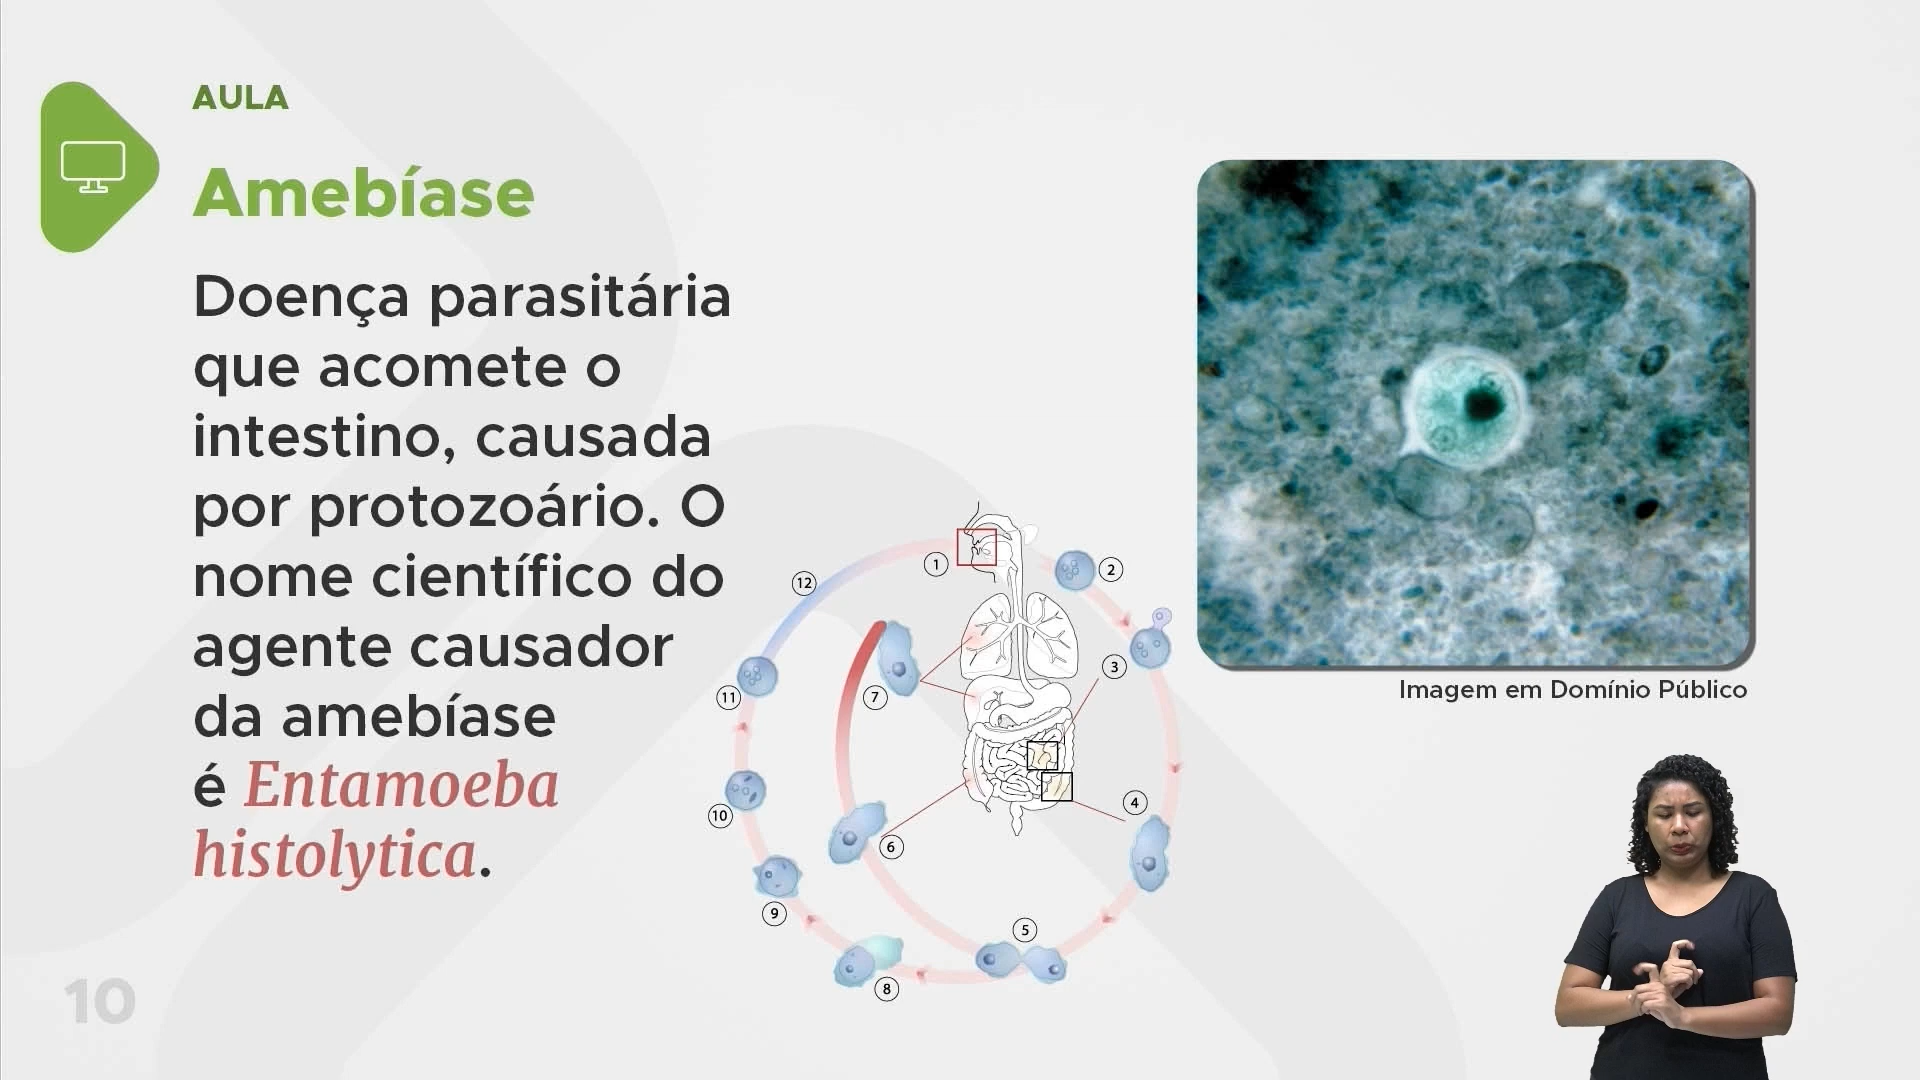 AULA
Amebíase
Doença parasitária
que acomete o
intestino, causada
por protozoário. O
nome científico do
agente causador
da amebíase
é Entamoeba
histolytica.
10
1
2
3
4
5
6
7
8
9
10
11
12
Imagem em Domínio Público